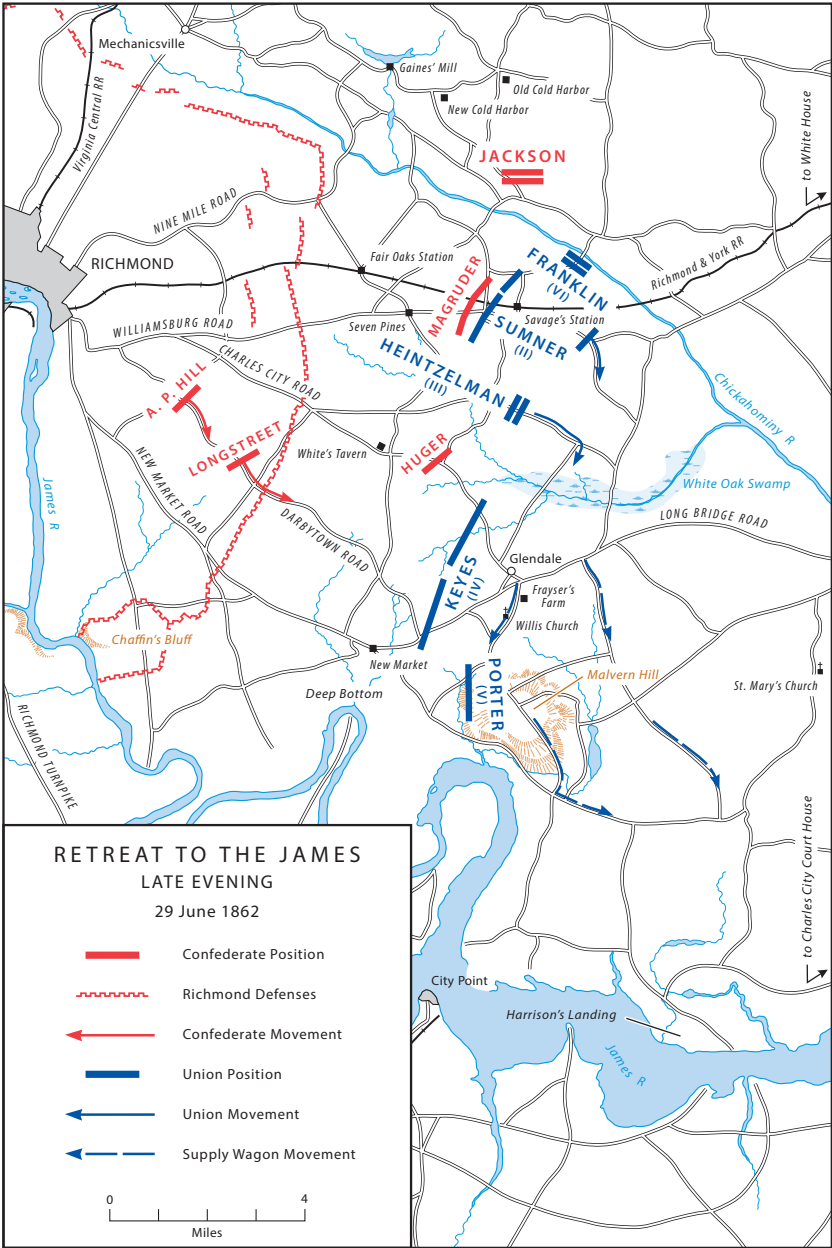 Mechanicsville
Virginia Central RR
Gaines' Mill
Old Cold Harbor
New Cold Harbor
JACKSON
to White House
NINE MILE ROAD
RICHMOND
Fair Oaks Station
MAGRUDER
FRANKLIN
(VI)
Richmond & York RR
WILLIAMSBURG ROAD
Seven Pines
Savage's Station
SUMNER
(II)
CHARLES CITY ROAD
HEINTZELMAN
(III)
A. P. HILL
Chickahominy R
LONGSTREET
White's Tavern
HUGER
NEW MARKET ROAD
James R
DARBYTOWN ROAD
White Oak Swamp
LONG BRIDGE ROAD
Glendale
KEYES
(IV)
Frayser's
Farm
Willis Church
Chaffin's Bluff
New Market
PORTER
(V)
Malvern Hill
St. Mary's Church
Deep Bottom
RICHMOND TURNPIKE
to Charles City Court House
RETREAT TO THE JAMES
LATE EVENING
29 June 1862
Confederate Position
Richmond Defenses
Confederate Movement
Union Position
Union Movement
Supply Wagon Movement
0
4
Miles
City Point
Harrison's Landing
James R